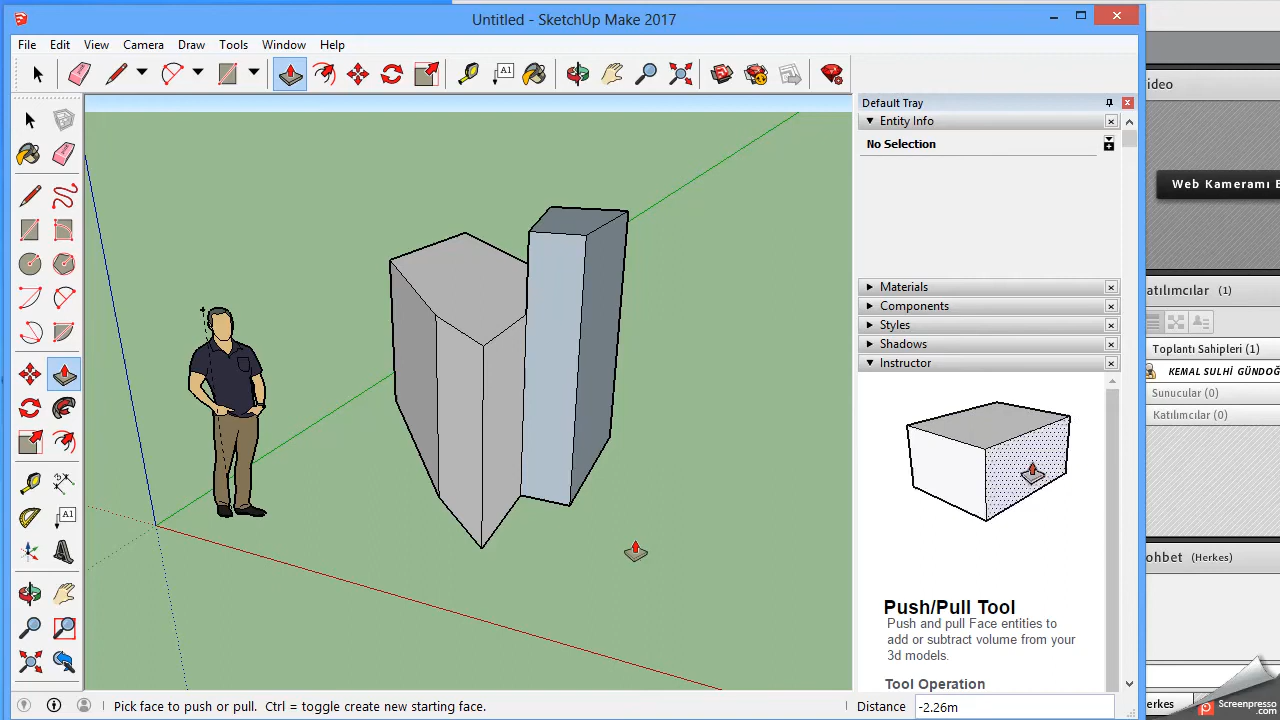 Untitled - SketchUp Make 2017
File Edit View Camera Draw Tools Window Help
A1
Default Tray
Entity Info
No Selection
Materials
Components
Styles
Shadows
Instructor
A1
Push/Pull Tool
Push and pull Face entities to
add or subtract volume from your
3d models.
Tool Operation
Pick face to push or pull. Ctrl = toggle create new starting face.
Distance -2.26m
ideo
Web Kameramı E
atılımcılar (1)
Toplantı Sahipleri (1)
KEMAL SULHİ GÜNDOĞ
Sunucular (0)
Katılımcılar (0)
ohbet (Herkes)
erkes
Screenpresso
.com